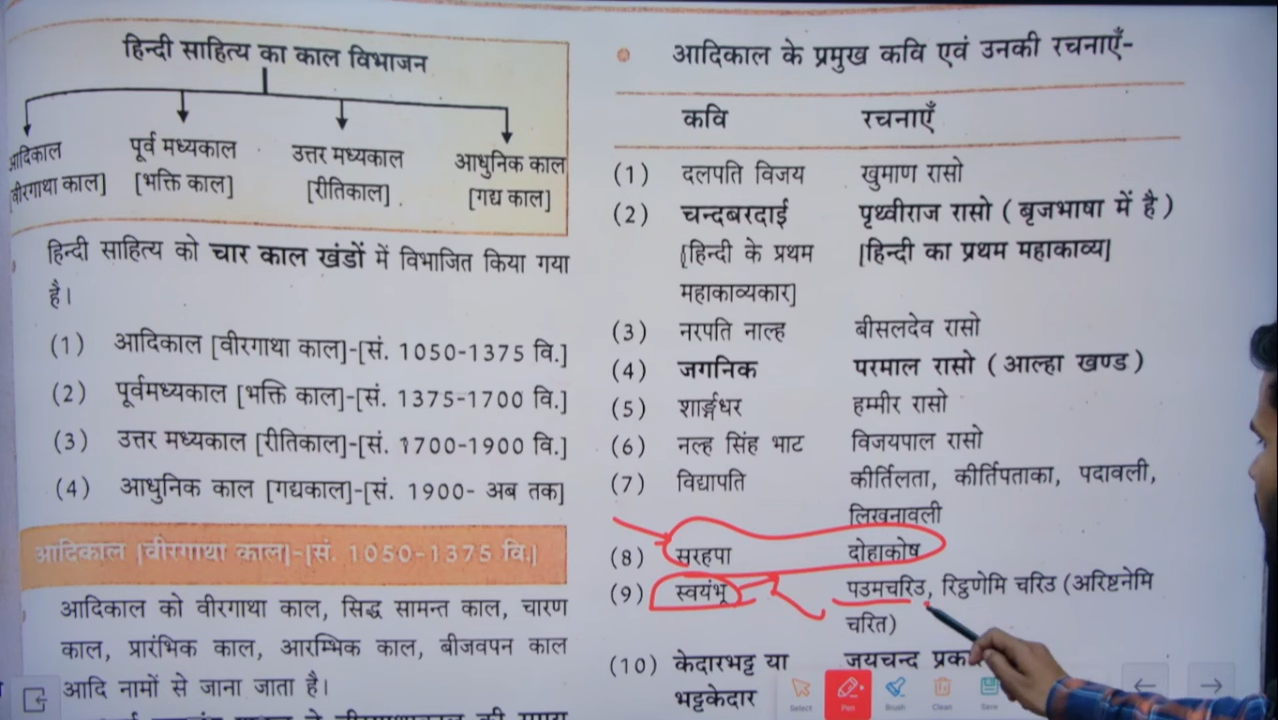 हिन्दी साहित्य का काल विभाजन
आदिकाल पूर्व मध्यकाल उत्तर मध्यकाल आधुनिक काल
[वीरगाथा काल] [भक्ति काल] [रीतिकाल] [गद्य काल]
हिन्दी साहित्य को चार काल खंडों में विभाजित किया गया
है।
(1) आदिकाल [वीरगाथा काल]-[सं. 1050-1375 वि.]
(2) पूर्वमध्यकाल [भक्ति काल]-[सं. 1375-1700 वि.]
(3) उत्तर मध्यकाल [रीतिकाल]-[सं. 1700-1900 वि.]
(4) आधुनिक काल [गद्यकाल]-[सं. 1900- अब तक]
आदिकाल [वीरगाथा काल]-[सं. 1050-1375 वि.]
आदिकाल को वीरगाथा काल, सिद्ध सामन्त काल, चारण
काल, प्रारंभिक काल, आरम्भिक काल, बीजवपन काल
आदि नामों से जाना जाता है।
आदिकाल के प्रमुख कवि एवं उनकी रचनाएँ-
कवि रचनाएँ
(1) दलपति विजय खुमाण रासो
(2) चन्दबरदाई पृथ्वीराज रासो ( बृजभाषा में है )
[हिन्दी के प्रथम [हिन्दी का प्रथम महाकाव्य]
महाकाव्यकार]
(3) नरपति नाल्ह बीसलदेव रासो
(4) जगनिक परमाल रासो ( आल्हा खण्ड )
(5) शार्ङ्गधर हम्मीर रासो
(6) नल्ह सिंह भाट विजयपाल रासो
(7) विद्यापति कीर्तिलता, कीर्तिपताका, पदावली,
लिखनावली
(8) सरहपा दोहाकोष
(9) स्वयंभू पउमचरिउ, रिट्ठणेमि चरिउ (अरिष्टनेमि
चरित)
(10) केदारभट्ट या जयचन्द
भट्टकेदार
Select Pen Brush Clean Save